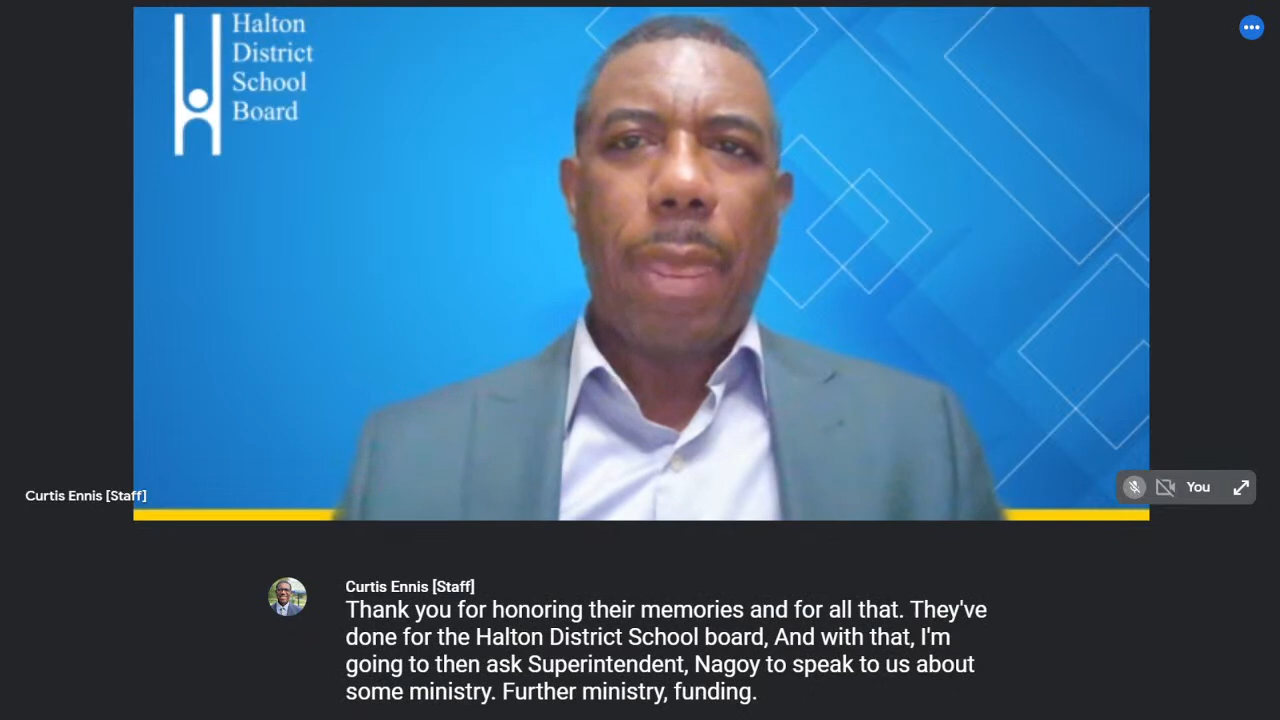 Halton
District
School
Board
Curtis Ennis [Staff]
You
Curtis Ennis [Staff]
Thank you for honoring their memories and for all that. They've
done for the Halton District School board, And with that, I'm
going to then ask Superintendent, Nagoy to speak to us about
some ministry. Further ministry, funding.